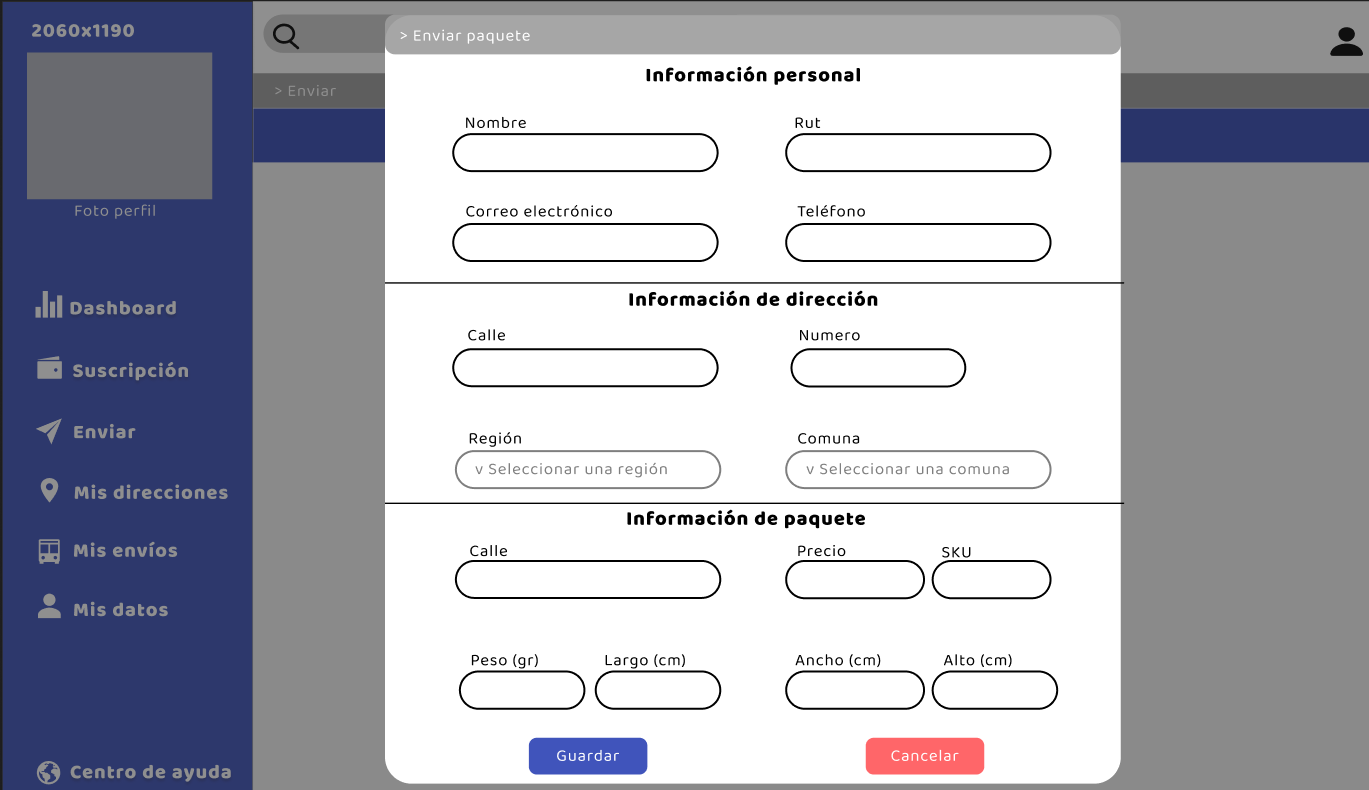 2060x1190
Foto perfil
Dashboard
Suscripción
Enviar
Mis direcciones
Mis envíos
Mis datos
Centro de ayuda
> Enviar
> Enviar paquete
Información personal
Nombre Rut
Correo electrónico Teléfono
Información de dirección
Calle Numero
Región Comuna
v Seleccionar una región v Seleccionar una comuna
Información de paquete
Calle Precio SKU
Peso (gr) Largo (cm) Ancho (cm) Alto (cm)
Guardar Cancelar